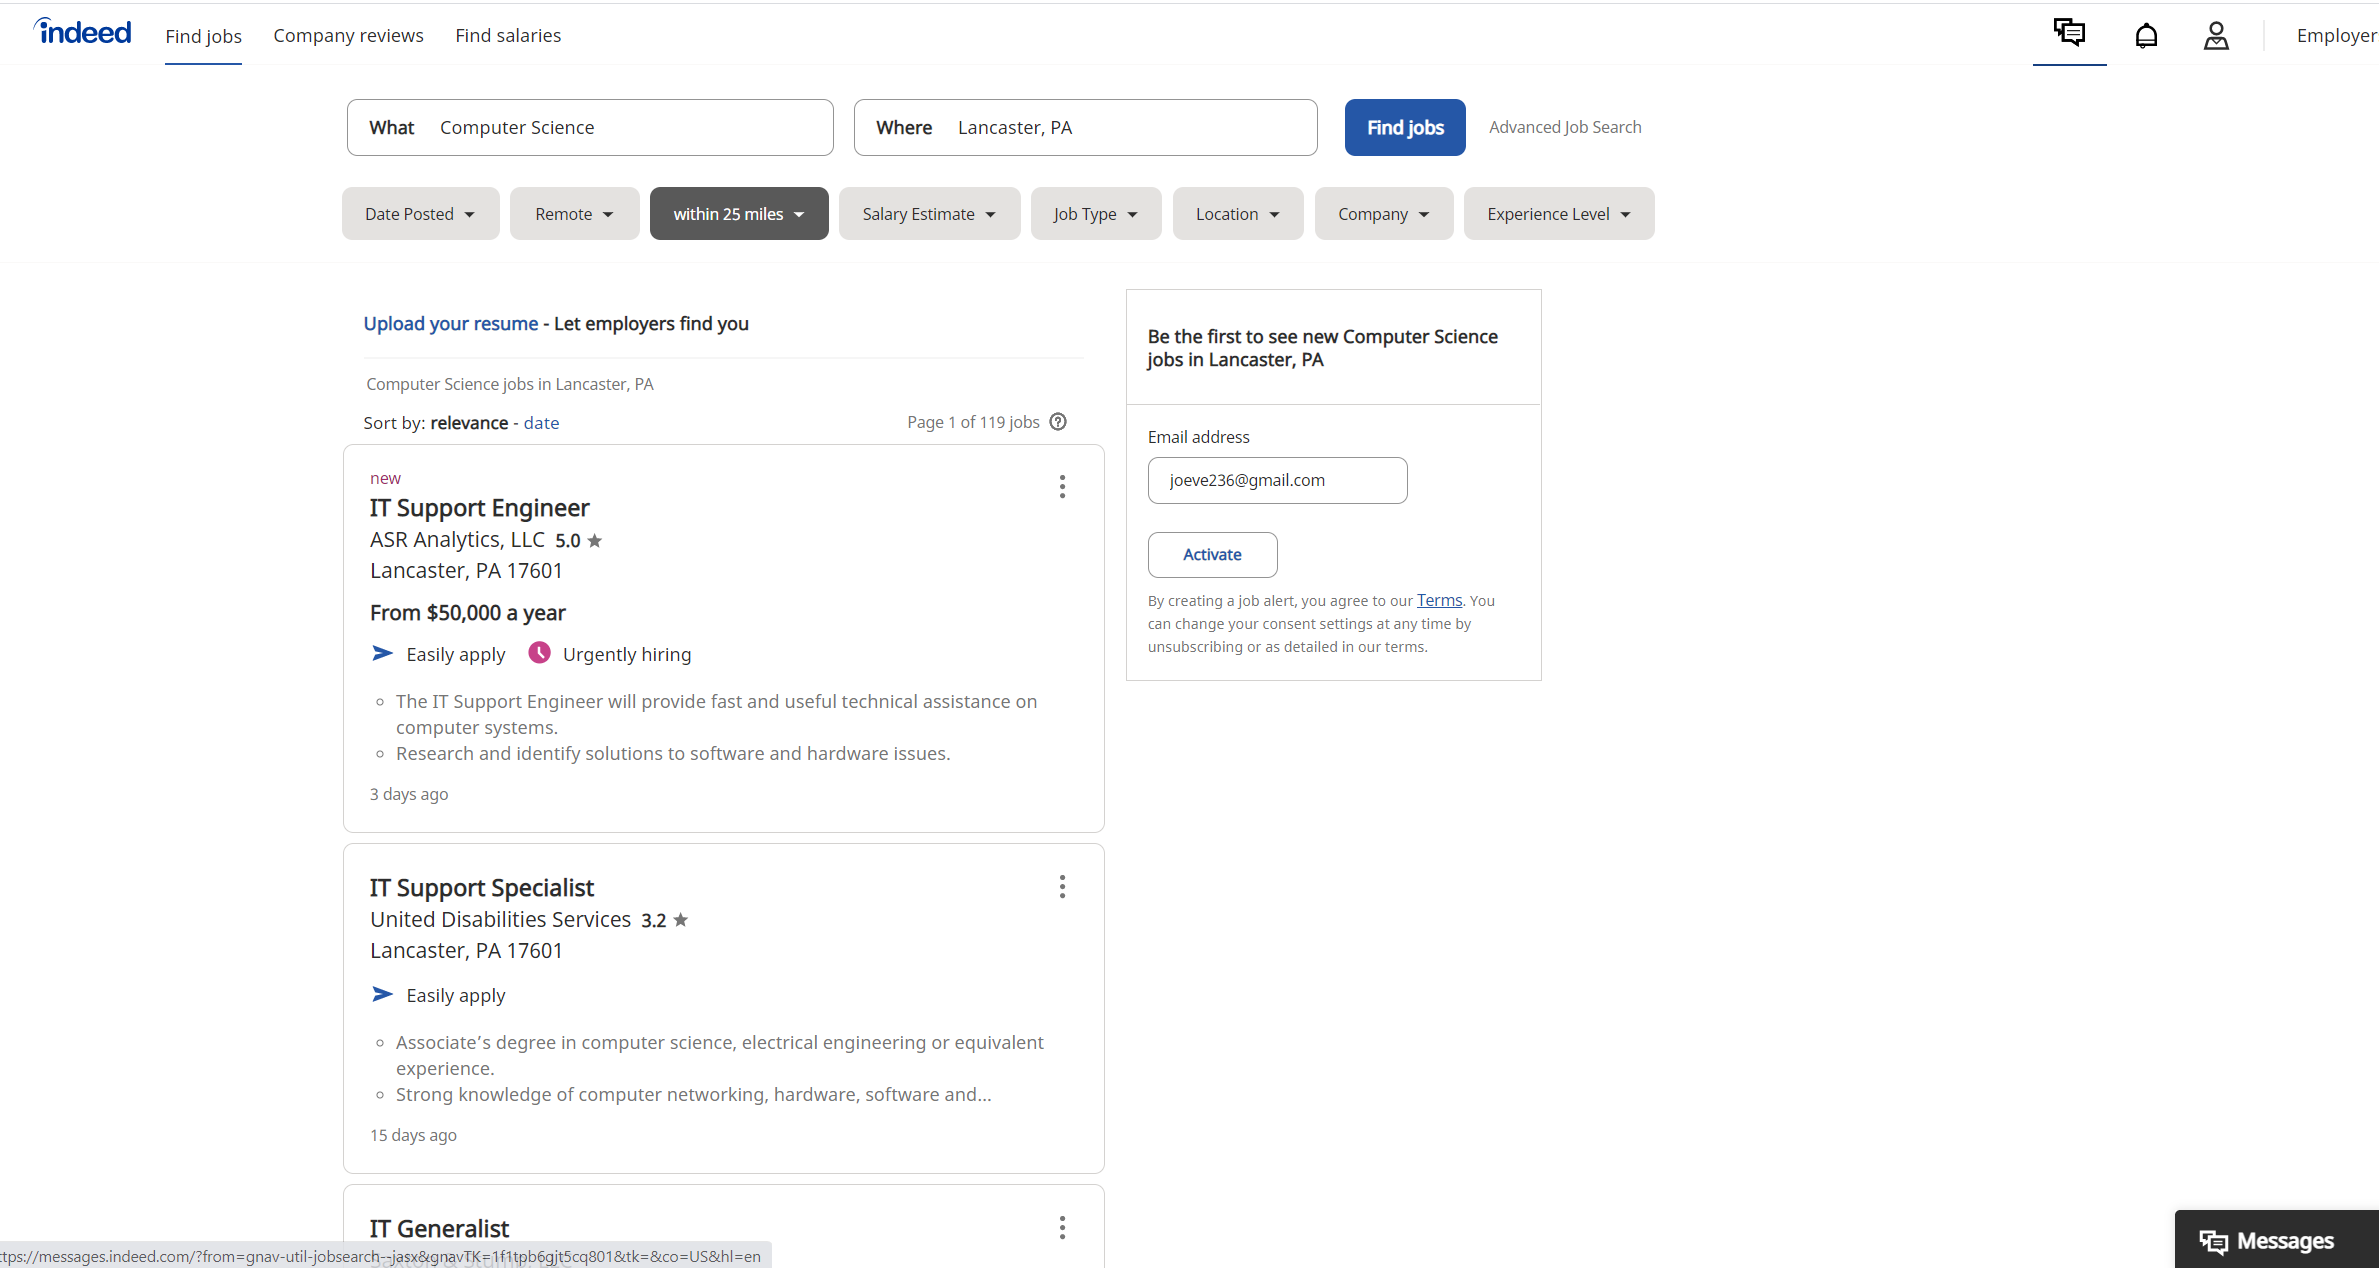 indeed
Find jobs
Company reviews
Find salaries
Employer
What Computer Science
Where Lancaster, PA
Find jobs
Advanced Job Search
Date Posted
Remote
within 25 miles
Salary Estimate
Job Type
Location
Company
Experience Level
Upload your resume - Let employers find you
Computer Science jobs in Lancaster, PA
Sort by: relevance - date
Page 1 of 119 jobs
new
IT Support Engineer
ASR Analytics, LLC 5.0
Lancaster, PA 17601
From $50,000 a year
Easily apply
Urgently hiring
The IT Support Engineer will provide fast and useful technical assistance on
computer systems.
Research and identify solutions to software and hardware issues.
3 days ago
IT Support Specialist
United Disabilities Services 3.2
Lancaster, PA 17601
Easily apply
Associate’s degree in computer science, electrical engineering or equivalent
experience.
Strong knowledge of computer networking, hardware, software and...
15 days ago
IT Generalist
Be the first to see new Computer Science
jobs in Lancaster, PA
Email address
joeve236@gmail.com
Activate
By creating a job alert, you agree to our Terms. You
can change your consent settings at any time by
unsubscribing or as detailed in our terms.
Messages
tps://messages.indeed.com/?from=gnav-util-jobsearch--jasx&gnavTK=1f1tpb6gjt5cq801&tk=&co=US&hl=en